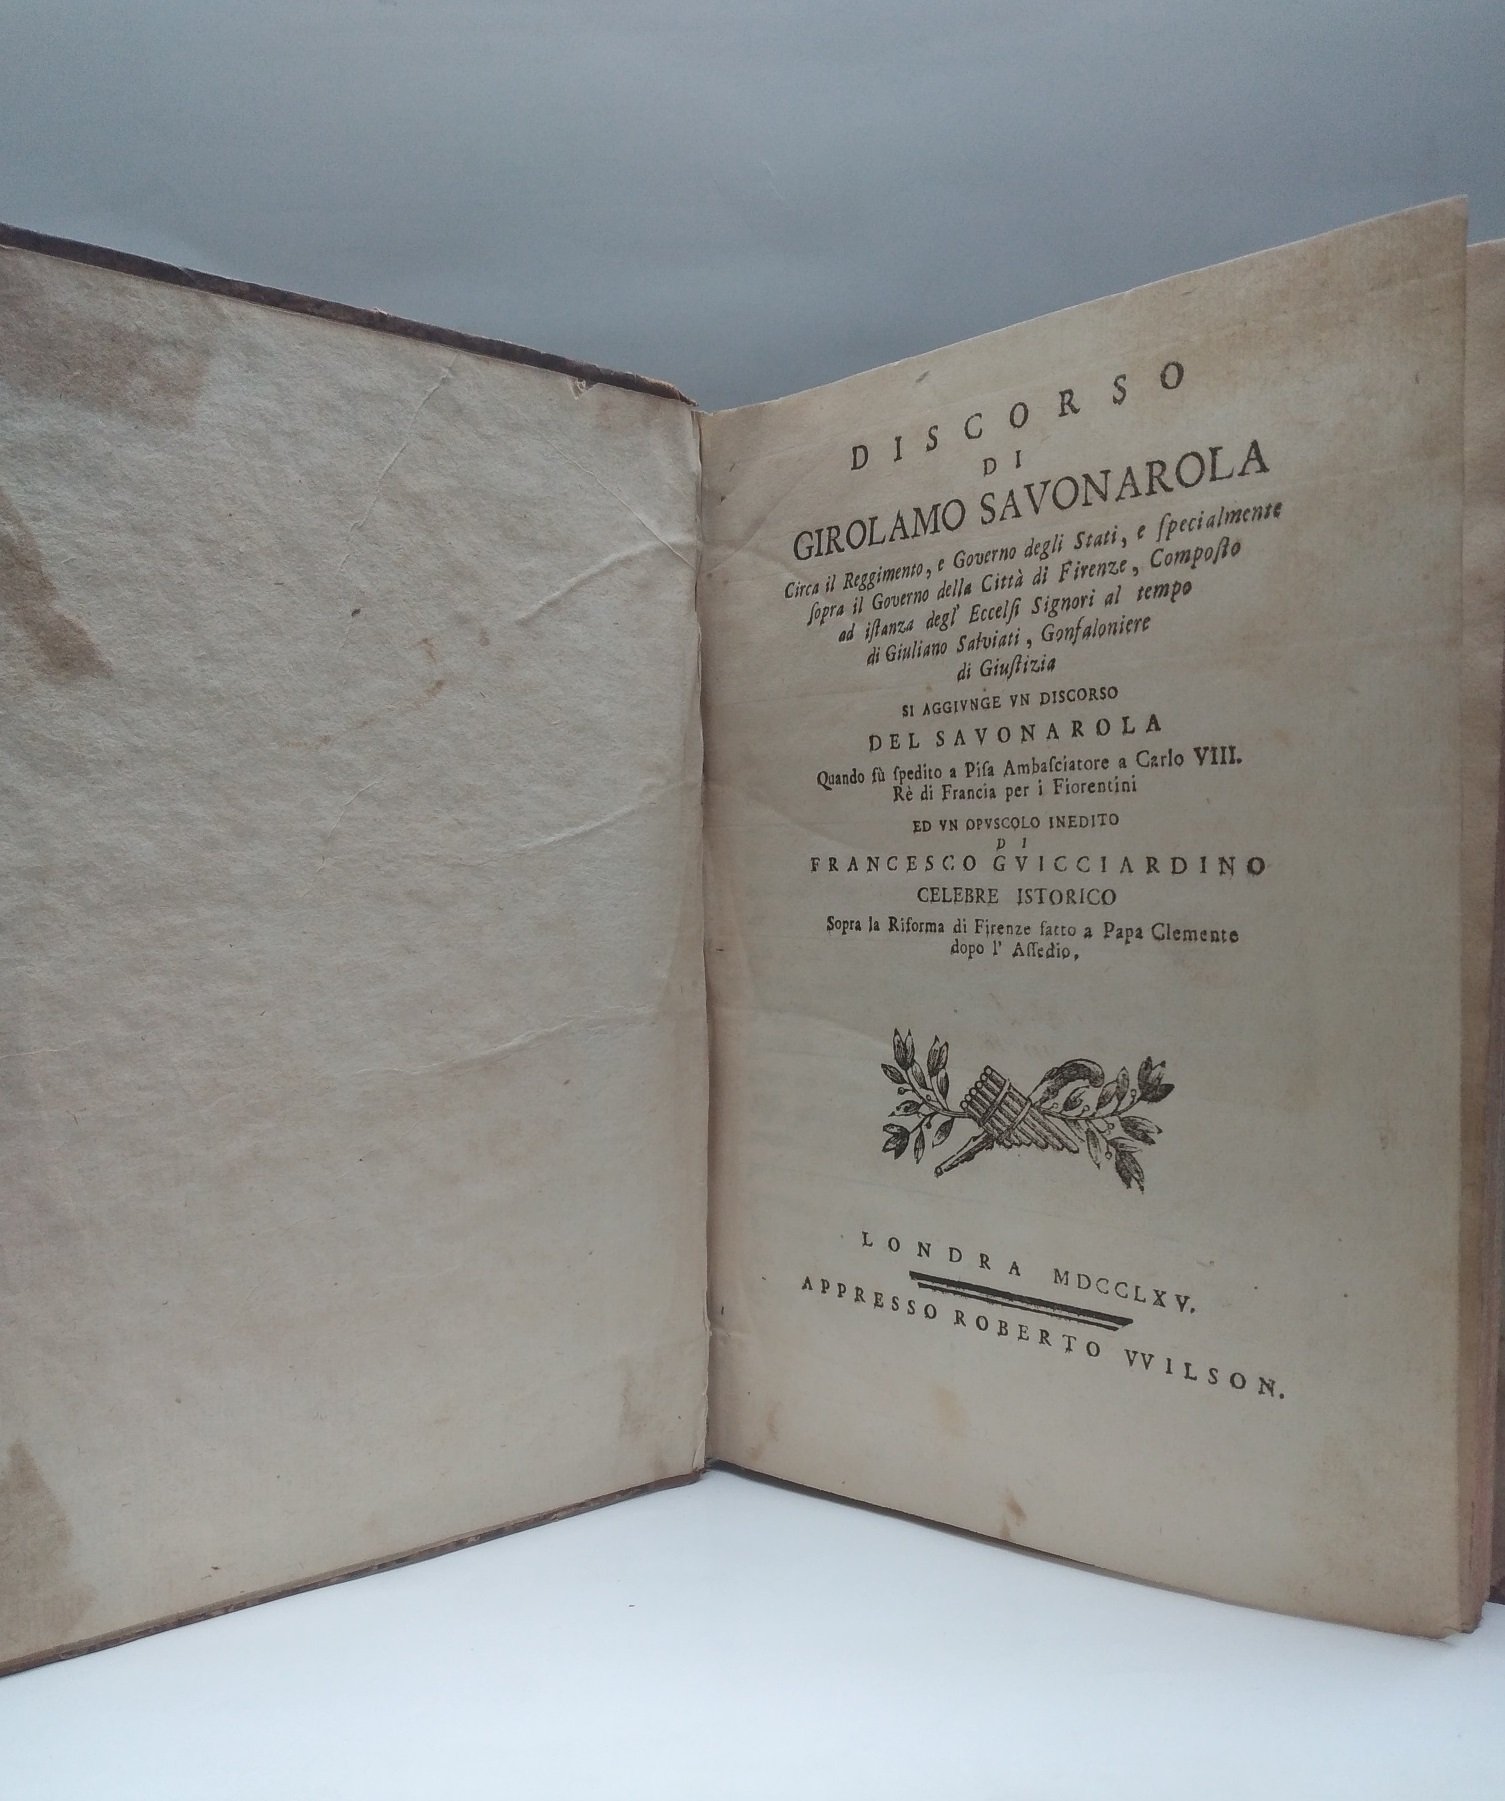 DISCORSO
DI
GIROLAMO SAVONAROLA
Circa il Reggimento, e Governo degli Stati, e ſpecialmente
ſopra il Governo della Città di Firenze, Compoſto
ad iſtanza degl' Eccelſi Signori al tempo
di Giuliano Salviati, Gonfaloniere
di Giuſtizia
SI AGGIVNGE VN DISCORSO
DEL SAVONAROLA
Quando fù ſpedito a Piſa Ambaſciatore a Carlo VIII.
Rè di Francia per i Fiorentini
ED VN OPVSCOLO INEDITO
DI
FRANCESCO GVICCIARDINO
CELEBRE ISTORICO
Sopra la Riforma di Firenze fatto a Papa Clemente
dopo l' Aſſedio,
LONDRA MDCCLXV.
APPRESSO ROBERTO VVILSON.